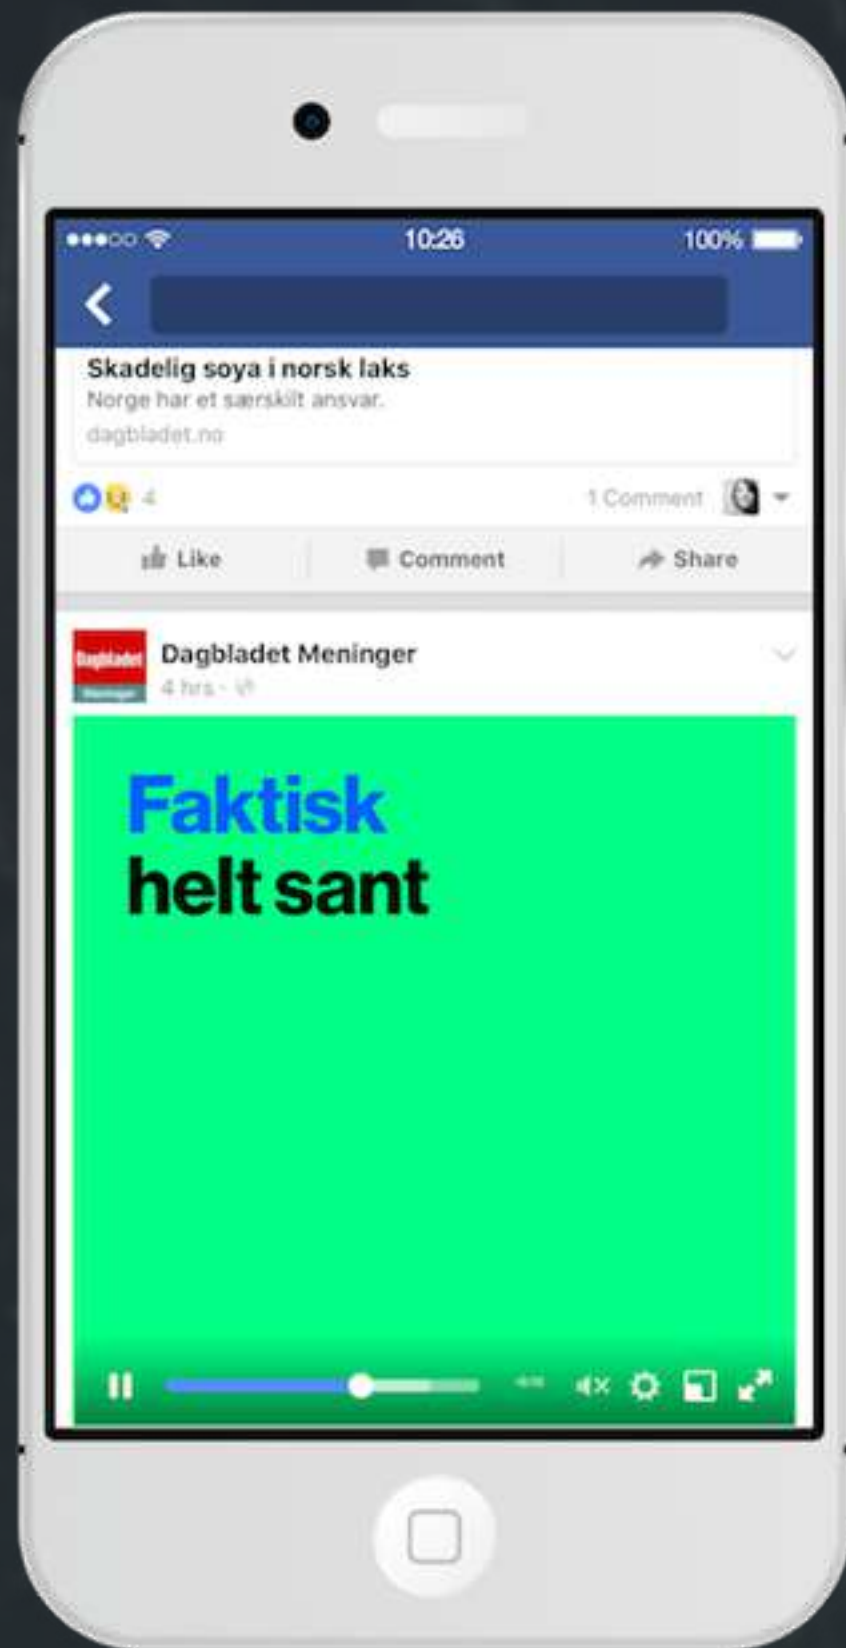 10:26 100%
Skadelig soya i norsk laks
Norge har et særskilt ansvar.
dagbladet.no
4 1 Comment
Like Comment Share
Dagbladet
Dagbladet Meninger
4 hrs
Faktisk
helt sant